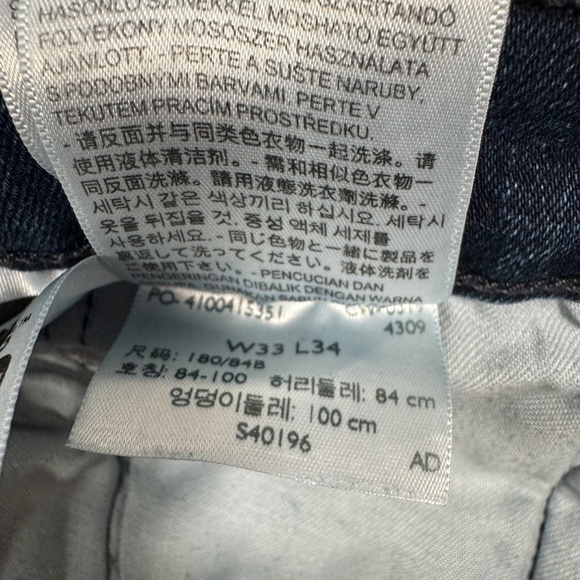 HASONLÓ SZÍNEKKEL MOSHATÓ EGYÜTT
FOLYÉKONY MOSÓSZER HASZNÁLATA
AJÁNLOTT. - PERTE A SUŠTE NARUBY,
S PODOBNÝMI BARVAMI. PERTE V
TEKUTÉM PRACÍM PROSTŘEDKU.
- 请反面并与同类色衣物一起洗涤。请
使用液体清洁剂。- 需和相似色衣物一
同反面洗滌。請用液態洗衣劑洗滌。-
세탁시 같은 색상끼리 하십시요. 세탁시
옷을 뒤집을 것. 중성 액체 세제를
사용하세요. - 同じ色物と一緒に製品を
裏返して洗ってください。液体洗剤をご
使用下さい。- PENCUCIAN DAN
PENGERINGAN DIBALIK DENGAN WARNA
PO. 4100415351
4309
W33 L34
尺码: 180/84B
호칭: 84-100 허리둘레: 84 cm
엉덩이둘레: 100 cm
S40196
AD